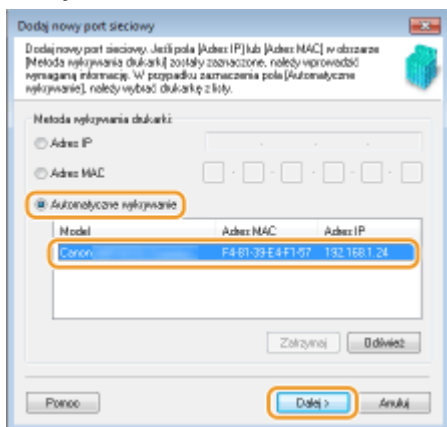 Dodaj nowy port sieciowy
Dodaj nowy port sieciowy. Jeśli pola [Adres IP] lub [Adres MAC] w obszarze
[Metoda wykrywania drukarki] zostały zaznaczone, należy wprowadzić
wymaganą informację. W przypadku zaznaczenia pola [Automatyczne
wykrywanie], należy wybrać drukarkę z listy.
Metoda wykrywania drukarki:
Adres IP
Adres MAC
Automatyczne wykrywanie
Model Adres MAC Adres IP
Canon F4-81-39-E4-F1-57 192.168.1.24
Zatrzymaj Odśwież
Pomoc Dalej > Anuluj